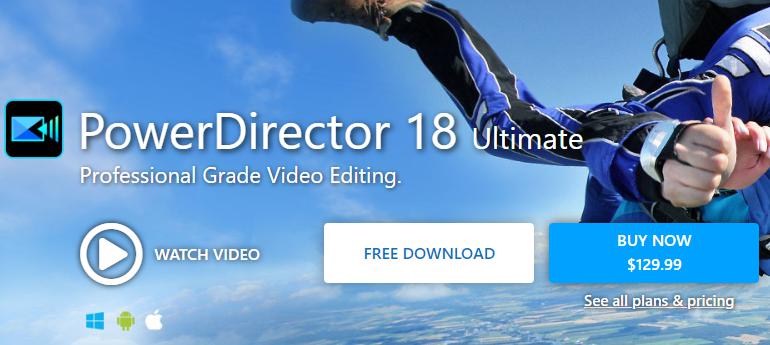 PowerDirector 18 Ultimate
Professional Grade Video Editing.
WATCH VIDEO
FREE DOWNLOAD
BUY NOW
$129.99
See all plans & pricing